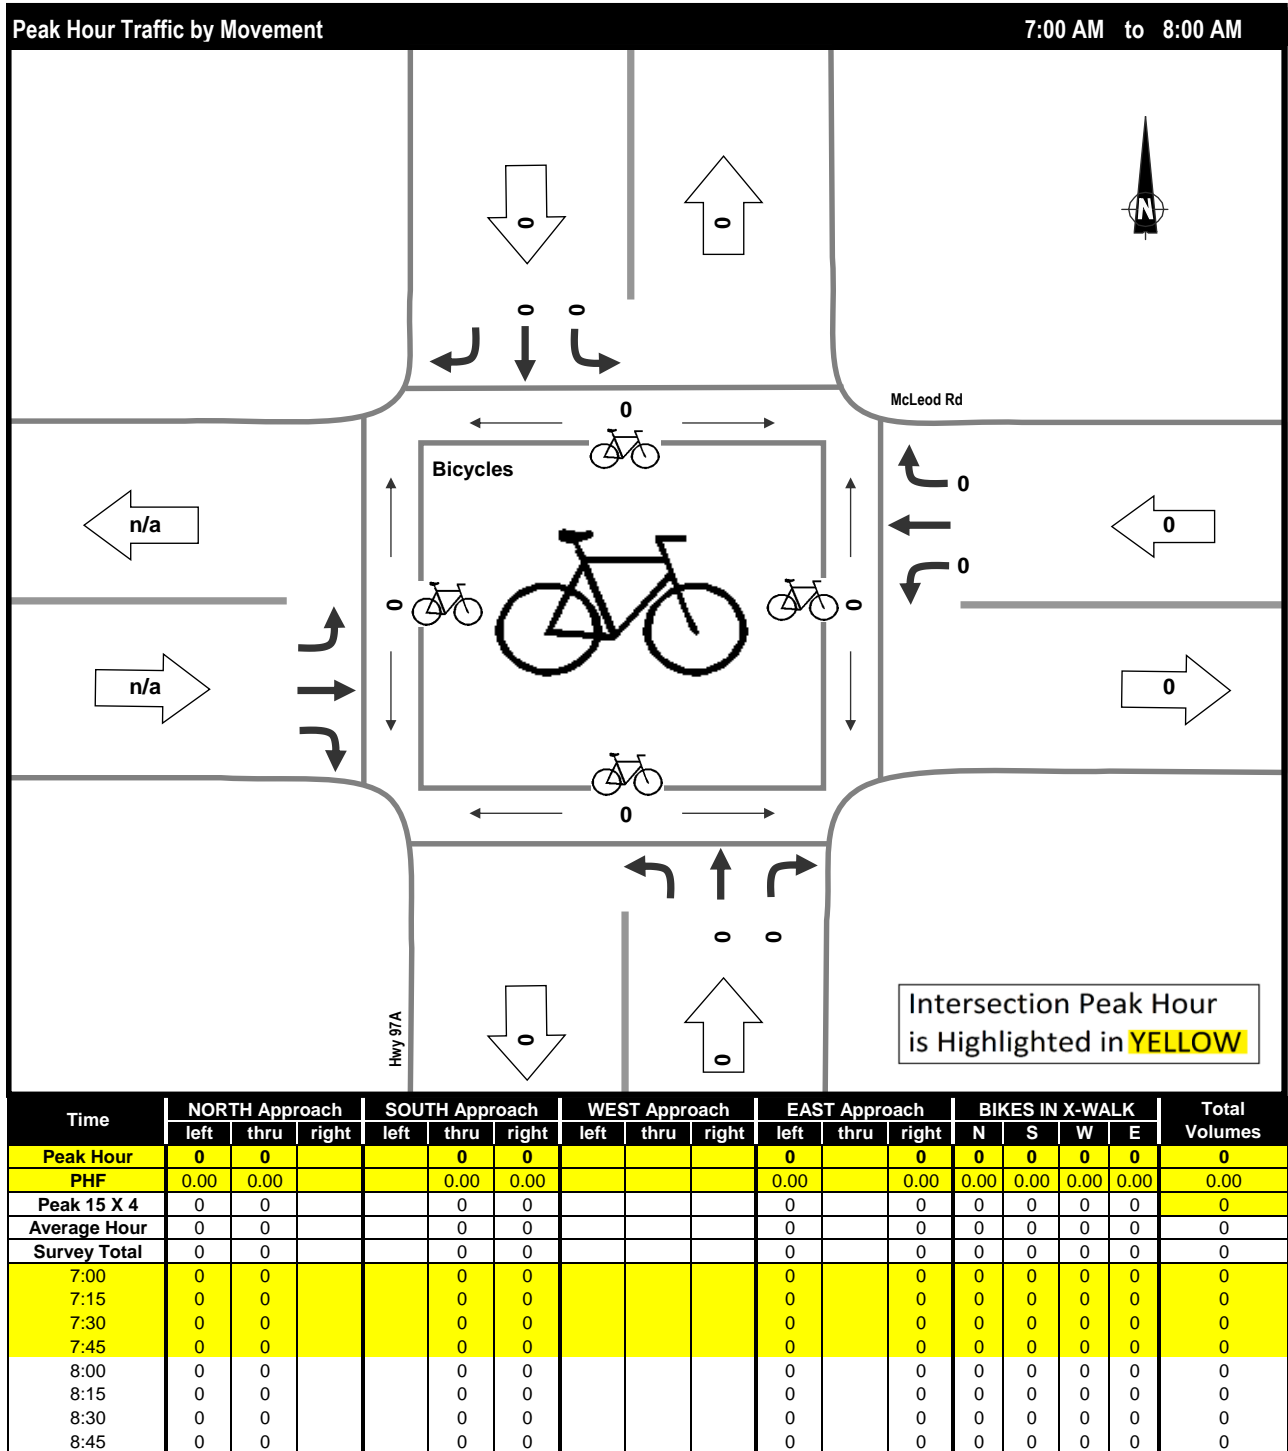 Peak Hour Traffic by Movement 7:00 AM to 8:00 AM
N
0 0
0 0
McLeod Rd
0
Bicycles
0
n/a 0
0
0 0
n/a 0
0
0 0
Hwy 97A
0 0
Intersection Peak Hour
is Highlighted in YELLOW
Time NORTH Approach SOUTH Approach WEST Approach EAST Approach BIKES IN X-WALK Total
left thru right left thru right left thru right left thru right N S W E Volumes
Peak Hour 0 0 0 0 0 0 0 0 0 0 0
PHF 0.00 0.00 0.00 0.00 0.00 0.00 0.00 0.00 0.00 0.00 0.00
Peak 15 X 4 0 0 0 0 0 0 0 0 0 0 0
Average Hour 0 0 0 0 0 0 0 0 0 0 0
Survey Total 0 0 0 0 0 0 0 0 0 0 0
7:00 0 0 0 0 0 0 0 0 0 0 0
7:15 0 0 0 0 0 0 0 0 0 0 0
7:30 0 0 0 0 0 0 0 0 0 0 0
7:45 0 0 0 0 0 0 0 0 0 0 0
8:00 0 0 0 0 0 0 0 0 0 0 0
8:15 0 0 0 0 0 0 0 0 0 0 0
8:30 0 0 0 0 0 0 0 0 0 0 0
8:45 0 0 0 0 0 0 0 0 0 0 0